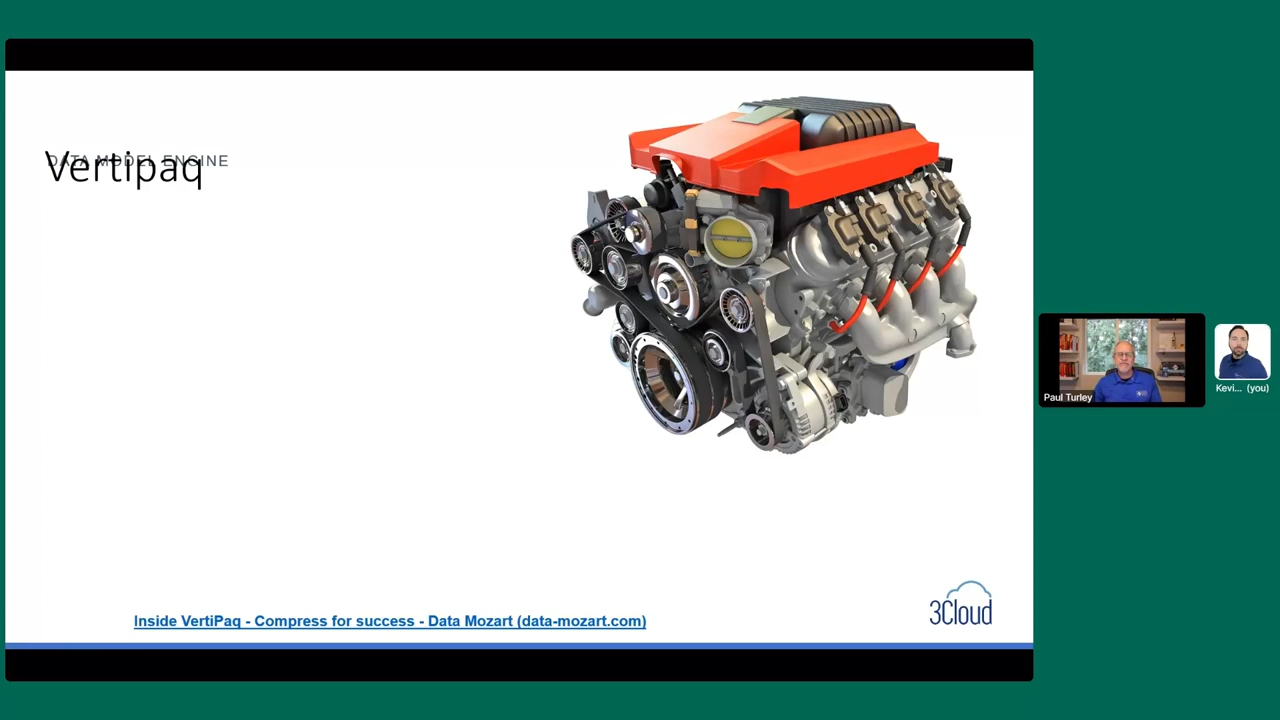 DATA MODEL ENGINE
Vertipaq
Paul Turley
Kevi... (you)
Inside VertiPaq - Compress for success - Data Mozart (data-mozart.com)
3Cloud